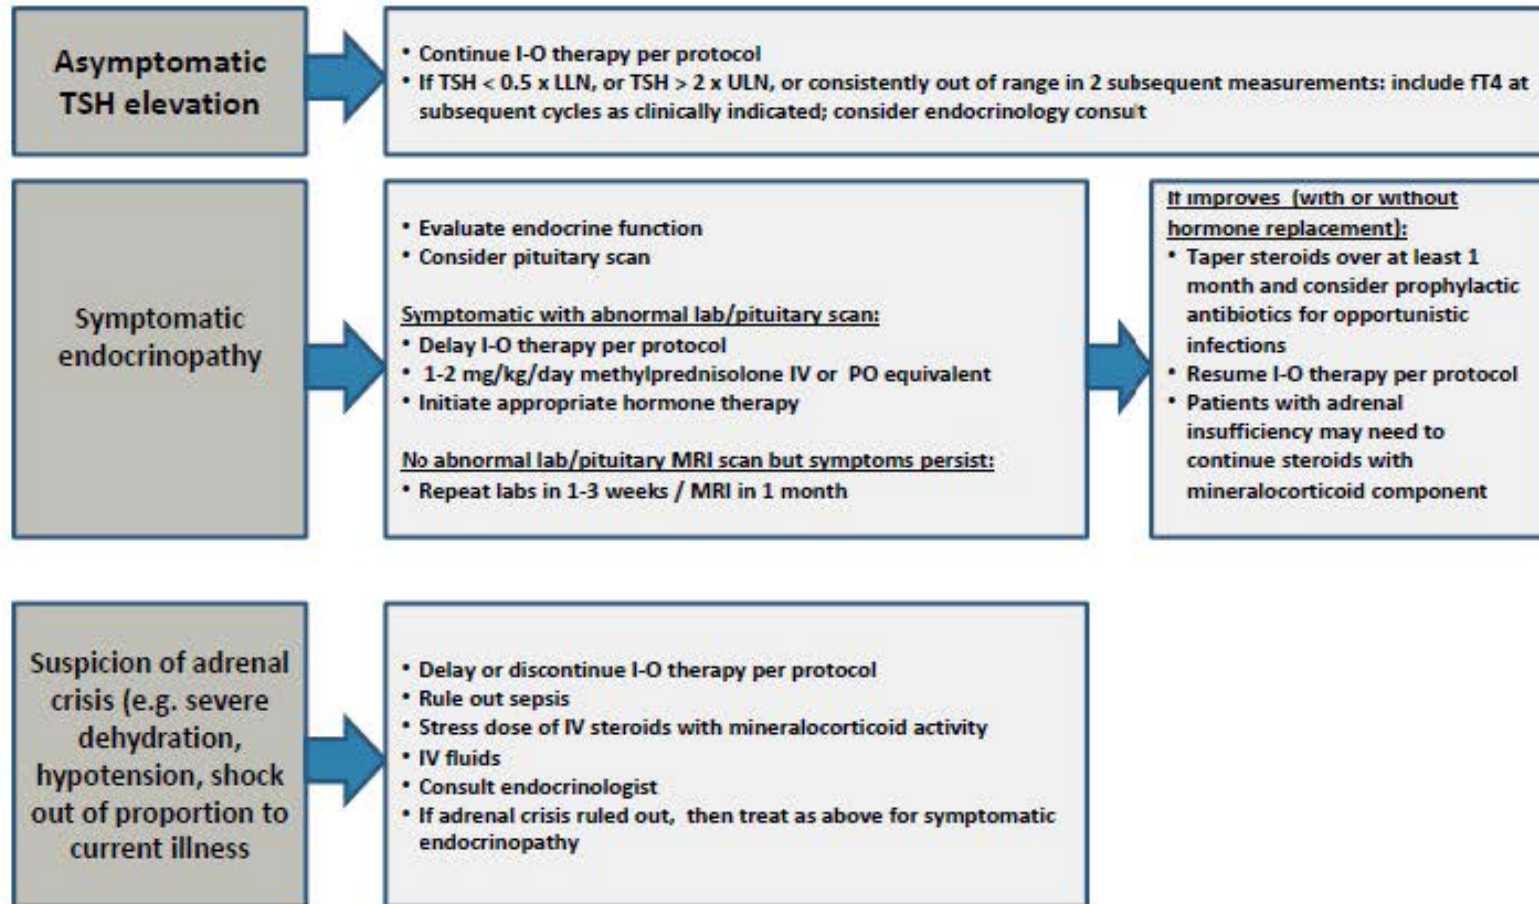 Asymptomatic
TSH elevation
• Continue I-O therapy per protocol
• If TSH < 0.5 x LLN, or TSH > 2 x ULN, or consistently out of range in 2 subsequent measurements: include fT4 at
subsequent cycles as clinically indicated; consider endocrinology consult
Symptomatic
endocrinopathy
• Evaluate endocrine function
• Consider pituitary scan
Symptomatic with abnormal lab/pituitary scan:
• Delay I-O therapy per protocol
• 1-2 mg/kg/day methylprednisolone IV or PO equivalent
• Initiate appropriate hormone therapy
No abnormal lab/pituitary MRI scan but symptoms persist:
• Repeat labs in 1-3 weeks / MRI in 1 month
If improves (with or without
hormone replacement):
• Taper steroids over at least 1
month and consider prophylactic
antibiotics for opportunistic
infections
• Resume I-O therapy per protocol
• Patients with adrenal
insufficiency may need to
continue steroids with
mineralocorticoid component
Suspicion of adrenal
crisis (e.g. severe
dehydration,
hypotension, shock
out of proportion to
current illness
• Delay or discontinue I-O therapy per protocol
• Rule out sepsis
• Stress dose of IV steroids with mineralocorticoid activity
• IV fluids
• Consult endocrinologist
• If adrenal crisis ruled out, then treat as above for symptomatic
endocrinopathy